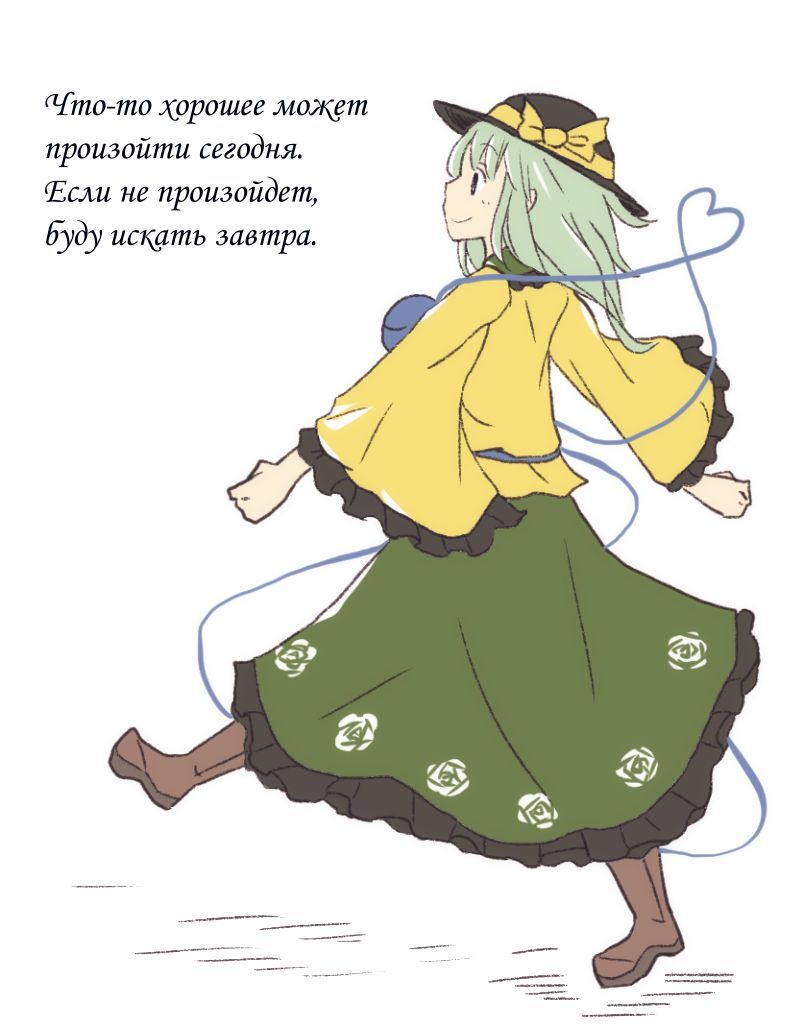 Что-то хорошее может
произойти сегодня.
Если не произойдет,
буду искать завтра.